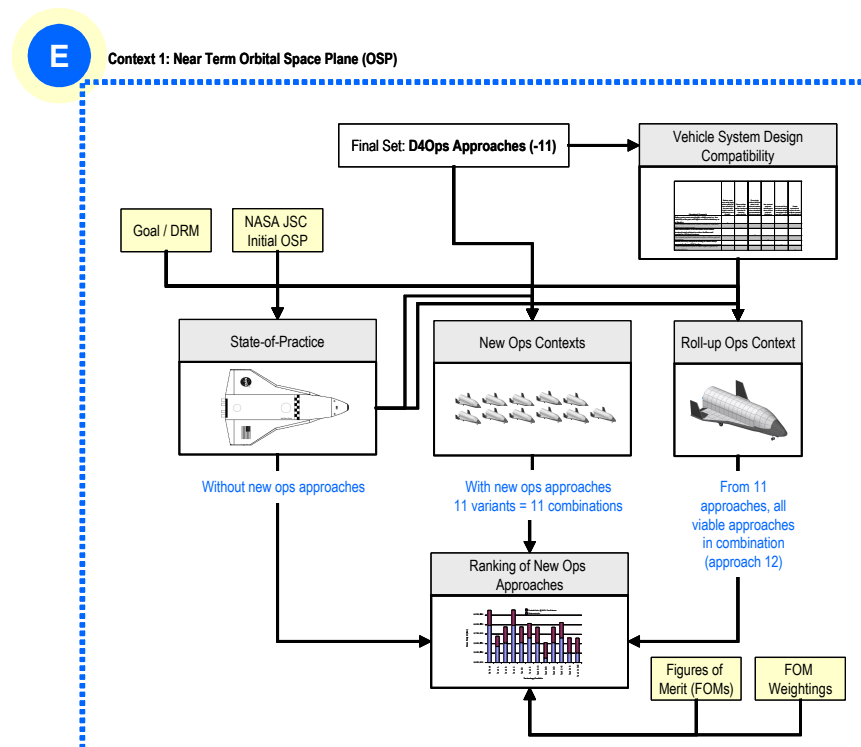 E
Context 1: Near Term Orbital Space Plane (OSP)
Final Set: D4Ops Approaches (-11)
Vehicle System Design
Compatibility
Goal / DRM
NASA JSC
Initial OSP
State-of-Practice
New Ops Contexts
Roll-up Ops Context
Without new ops approaches
With new ops approaches
11 variants = 11 combinations
From 11
approaches, all
viable approaches
in combination
(approach 12)
Ranking of New Ops
Approaches
Figures of
Merit (FOMs)
FOM
Weightings